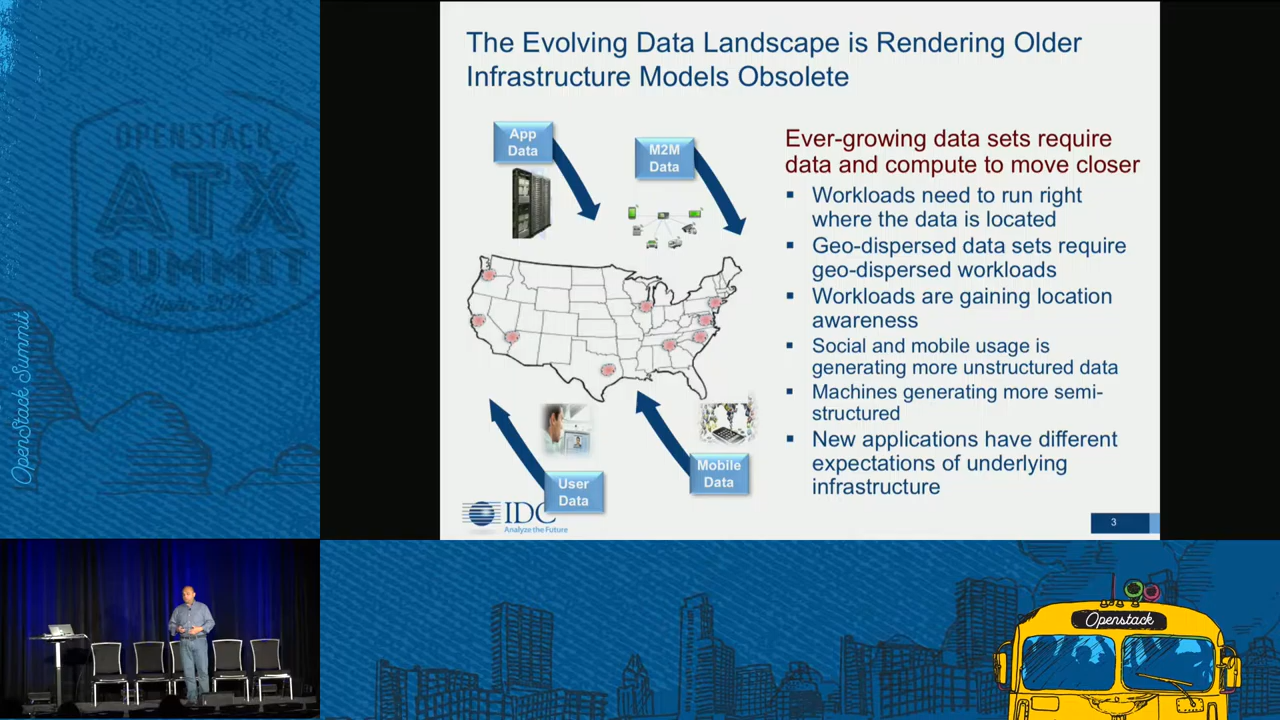 The Evolving Data Landscape is Rendering Older
Infrastructure Models Obsolete
App
Data
M2M
Data
Ever-growing data sets require
data and compute to move closer
▪ Workloads need to run right
where the data is located
▪ Geo-dispersed data sets require
geo-dispersed workloads
▪ Workloads are gaining location
awareness
▪ Social and mobile usage is
generating more unstructured data
▪ Machines generating more semi-
structured
▪ New applications have different
expectations of underlying
infrastructure
User
Data
Mobile
Data
IDC
Analyze the Future
3
OPENSTACK
ATX
SUMMIT
OpenStack Summit
Openstack